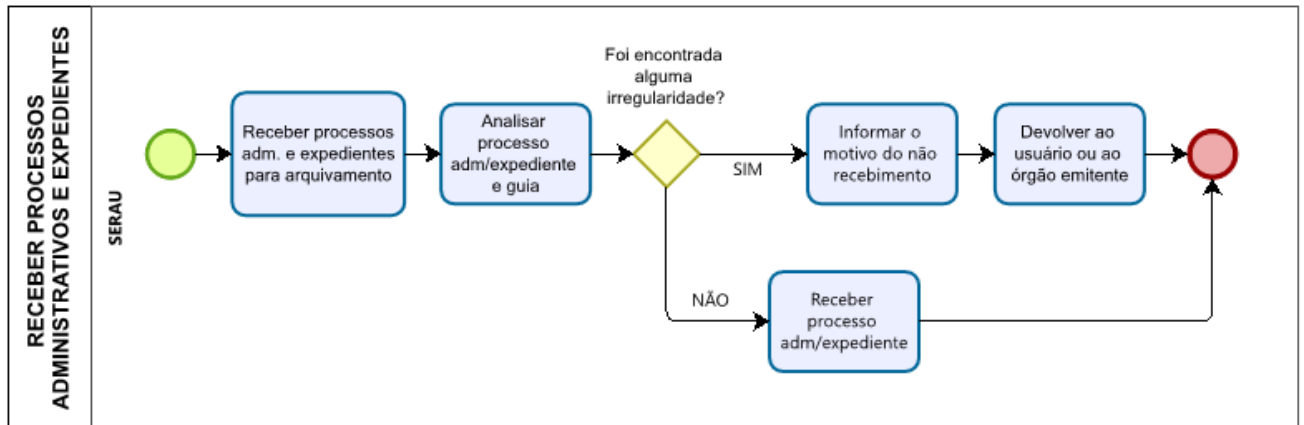 RECEBER PROCESSOS
ADMINISTRATIVOS E EXPEDIENTES
SERAU
Receber processos
adm. e expedientes
para arquivamento
Analisar
processo
adm/expediente
e guia
Foi encontrada
alguma
irregularidade?
SIM
Informar o
motivo do não
recebimento
Devolver ao
usuário ou ao
órgão emitente
NÃO
Receber
processo
adm/expediente